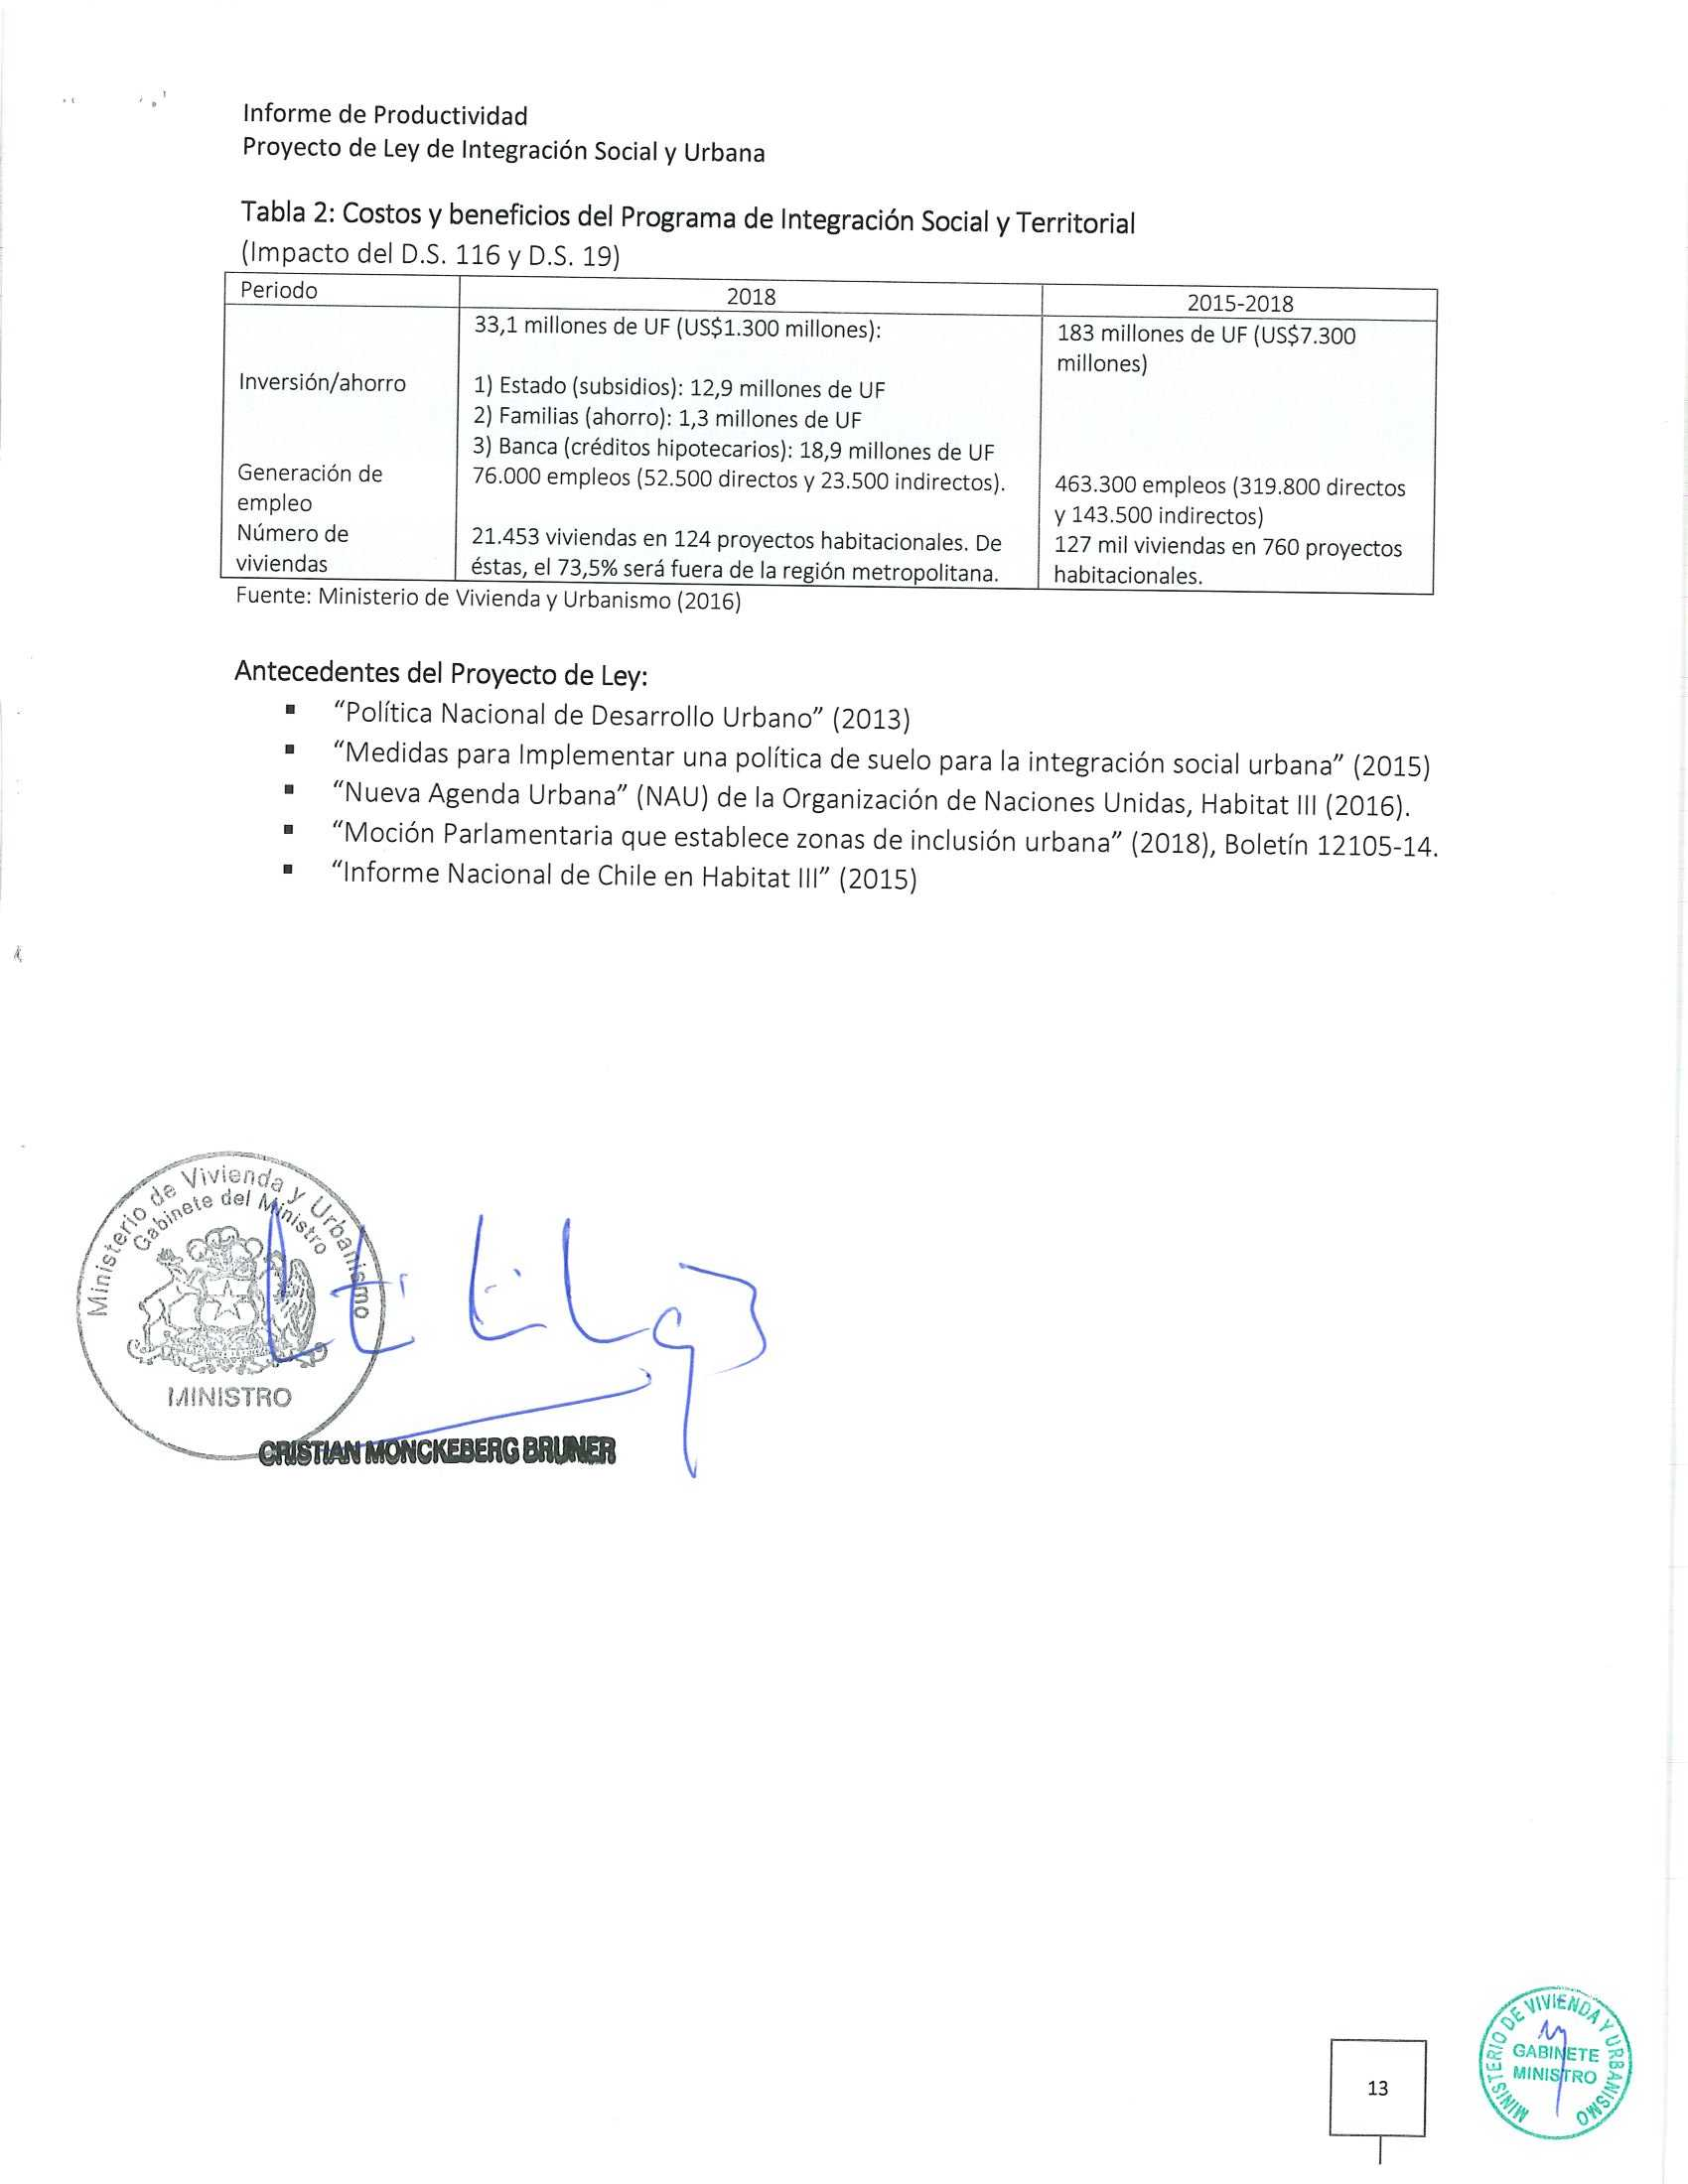 Informe de Productividad
Proyecto de Ley de Integración Social y Urbana
Tabla 2: Costos y beneficios del Programa de Integración Social y Territorial
(Impacto del D.S. 116 y D.S. 19)
Periodo
2018
2015-2018
Inversión/ahorro
33,1 millones de UF (US$1.300 millones):
1) Estado (subsidios): 12,9 millones de UF
2) Familias (ahorro): 1,3 millones de UF
3) Banca (créditos hipotecarios): 18,9 millones de UF
183 millones de UF (US$7.300
millones)
Generación de
empleo
76.000 empleos (52.500 directos y 23.500 indirectos).
463.300 empleos (319.800 directos
y 143.500 indirectos)
Número de
viviendas
21.453 viviendas en 124 proyectos habitacionales. De
éstas, el 73,5% será fuera de la región metropolitana.
127 mil viviendas en 760 proyectos
habitacionales.
Fuente: Ministerio de Vivienda y Urbanismo (2016)
Antecedentes del Proyecto de Ley:
▪ “Política Nacional de Desarrollo Urbano” (2013)
▪ “Medidas para Implementar una política de suelo para la integración social urbana” (2015)
▪ “Nueva Agenda Urbana” (NAU) de la Organización de Naciones Unidas, Habitat III (2016).
▪ “Moción Parlamentaria que establece zonas de inclusión urbana” (2018), Boletín 12105-14.
▪ “Informe Nacional de Chile en Habitat III” (2015)
Ministerio de Vivienda y Urbanismo
Gabinete del Ministro
MINISTRO
CRISTIAN MONCKEBERG BRUNER
13
MINISTERIO DE VIVIENDA Y URBANISMO
GABINETE
MINISTRO